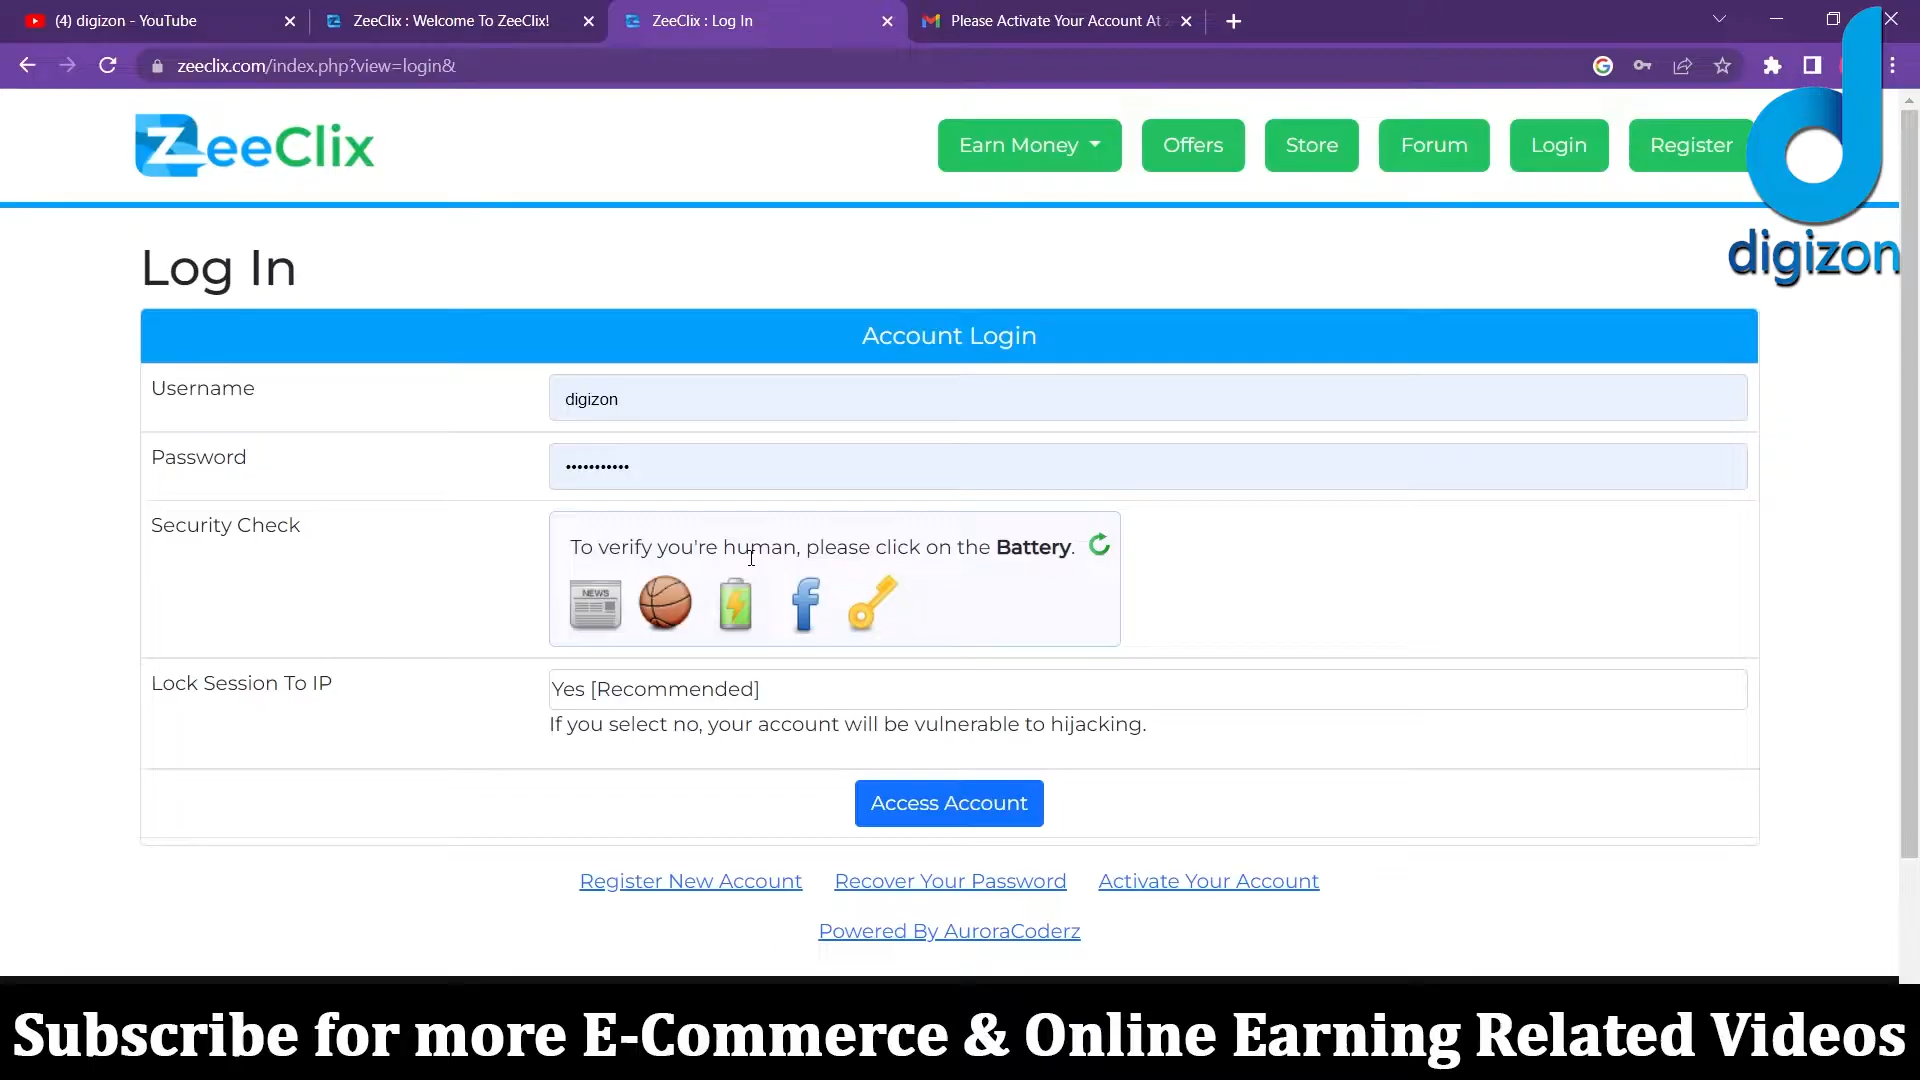 (4) digizon - YouTube
ZeeClix : Welcome To ZeeClix!
ZeeClix : Log In
Please Activate Your Account At z
zeeclix.com/index.php?view=login&
ZeeClix
Earn Money
Offers
Store
Forum
Login
Register
digizon
Log In
Account Login
Username
digizon
Password
Security Check
To verify you're human, please click on the Battery.
NEWS
Lock Session To IP
Yes [Recommended]
If you select no, your account will be vulnerable to hijacking.
Access Account
Register New Account
Recover Your Password
Activate Your Account
Powered By AuroraCoderz
Subscribe for more E-Commerce & Online Earning Related Videos